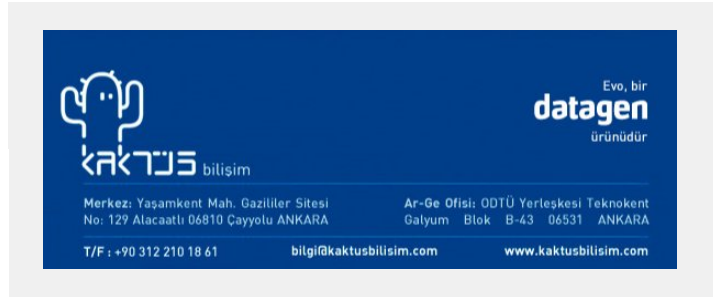 Evo, bir
datagen
ürünüdür
kaktüs bilişim
Merkez: Yaşamkent Mah. Gazililer Sitesi
No: 129 Alacaatlı 06810 Çayyolu ANKARA
Ar-Ge Ofisi: ODTÜ Yerleşkesi Teknokent
Galyum Blok B-43 06531 ANKARA
T/F : +90 312 210 18 61
bilgi@kaktusbilisim.com
www.kaktusbilisim.com